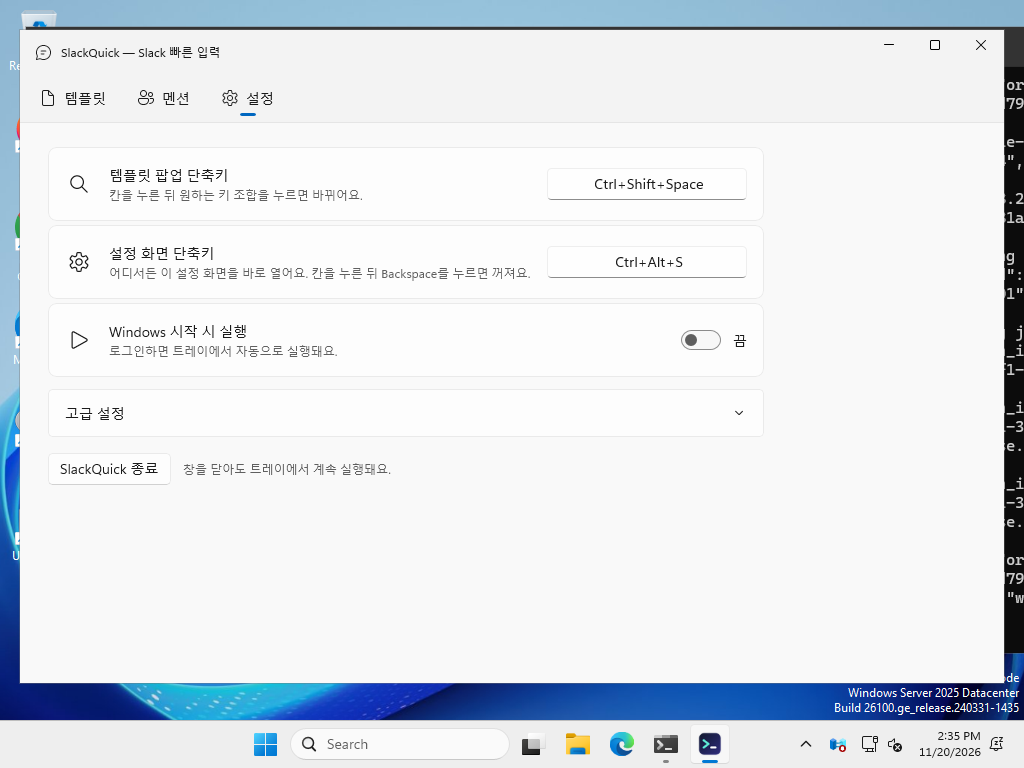 SlackQuick — Slack 빠른 입력
템플릿
멘션
설정
템플릿 팝업 단축키
칸을 누른 뒤 원하는 키 조합을 누르면 바뀌어요.
Ctrl+Shift+Space
설정 화면 단축키
어디서든 이 설정 화면을 바로 열어요. 칸을 누른 뒤 Backspace를 누르면 꺼져요.
Ctrl+Alt+S
Windows 시작 시 실행
로그인하면 트레이에서 자동으로 실행돼요.
끔
고급 설정
SlackQuick 종료
창을 닫아도 트레이에서 계속 실행돼요.
Windows Server 2025 Datacenter
Build 26100.ge_release.240331-1435
Search
2:35 PM
11/20/2026